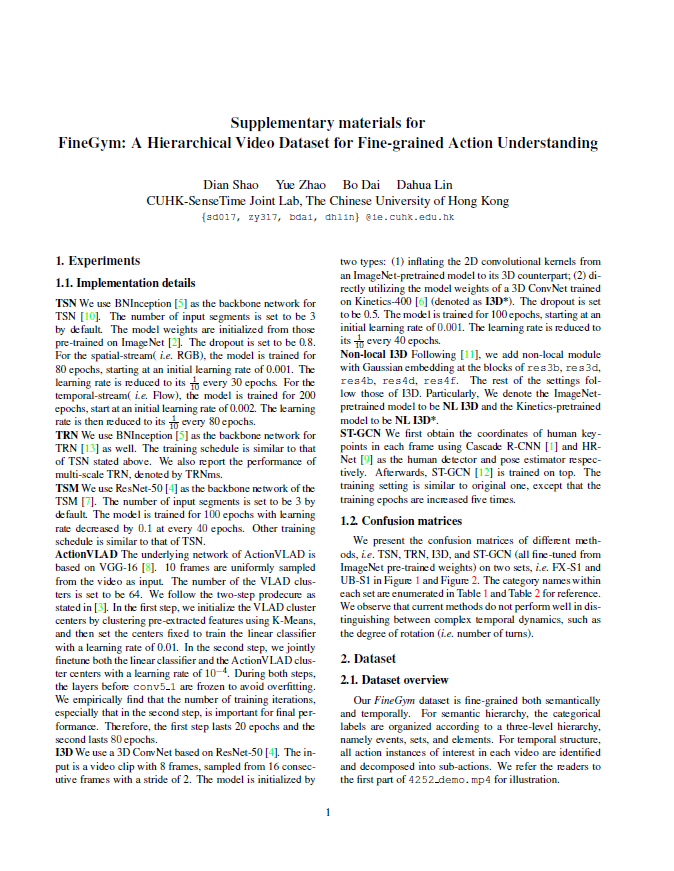 Supplementary materials for
FineGym: A Hierarchical Video Dataset for Fine-grained Action Understanding
Dian Shao Yue Zhao Bo Dai Dahua Lin
CUHK-SenseTime Joint Lab, The Chinese University of Hong Kong
{sd017, zy317, bdai, dhlin} @ie.cuhk.edu.hk
1. Experiments
1.1. Implementation details
TSN We use BNInception [5] as the backbone network for
TSN [10]. The number of input segments is set to be 3
by default. The model weights are initialized from those
pre-trained on ImageNet [2]. The dropout is set to be 0.8.
For the spatial-stream( i.e. RGB), the model is trained for
80 epochs, starting at an initial learning rate of 0.001. The
learning rate is reduced to its 1/10 every 30 epochs. For the
temporal-stream( i.e. Flow), the model is trained for 200
epochs, start at an initial learning rate of 0.002. The learning
rate is then reduced to its 1/10 every 80 epochs.
TRN We use BNInception [5] as the backbone network for
TRN [13] as well. The training schedule is similar to that
of TSN stated above. We also report the performance of
multi-scale TRN, denoted by TRNms.
TSM We use ResNet-50 [4] as the backbone network of the
TSM [7]. The number of input segments is set to be 3 by
default. The model is trained for 100 epochs with learning
rate decreased by 0.1 at every 40 epochs. Other training
schedule is similar to that of TSN.
ActionVLAD The underlying network of ActionVLAD is
based on VGG-16 [8]. 10 frames are uniformly sampled
from the video as input. The number of the VLAD clus-
ters is set to be 64. We follow the two-step prodecure as
stated in [3]. In the first step, we initialize the VLAD cluster
centers by clustering pre-extracted features using K-Means,
and then set the centers fixed to train the linear classifier
with a learning rate of 0.01. In the second step, we jointly
finetune both the linear classifier and the ActionVLAD clus-
ter centers with a learning rate of 10⁻⁴. During both steps,
the layers before conv5_1 are frozen to avoid overfitting.
We empirically find that the number of training iterations,
especially that in the second step, is important for final per-
formance. Therefore, the first step lasts 20 epochs and the
second lasts 80 epochs.
I3D We use a 3D ConvNet based on ResNet-50 [4]. The in-
put is a video clip with 8 frames, sampled from 16 consec-
utive frames with a stride of 2. The model is initialized by
two types: (1) inflating the 2D convolutional kernels from
an ImageNet-pretrained model to its 3D counterpart; (2) di-
rectly utilizing the model weights of a 3D ConvNet trained
on Kinetics-400 [6] (denoted as I3D*). The dropout is set
to be 0.5. The model is trained for 100 epochs, starting at an
initial learning rate of 0.001. The learning rate is reduced to
its 1/10 every 40 epochs.
Non-local I3D Following [11], we add non-local module
with Gaussian embedding at the blocks of res3b, res3d,
res4b, res4d, res4f. The rest of the settings fol-
low those of I3D. Particularly, We denote the ImageNet-
pretrained model to be NL I3D and the Kinetics-pretrained
model to be NL I3D*.
ST-GCN We first obtain the coordinates of human key-
points in each frame using Cascade R-CNN [1] and HR-
Net [9] as the human detector and pose estimator respec-
tively. Afterwards, ST-GCN [12] is trained on top. The
training setting is similar to original one, except that the
training epochs are increased five times.
1.2. Confusion matrices
We present the confusion matrices of different meth-
ods, i.e. TSN, TRN, I3D, and ST-GCN (all fine-tuned from
ImageNet pre-trained weights) on two sets, i.e. FX-S1 and
UB-S1 in Figure 1 and Figure 2. The category names within
each set are enumerated in Table 1 and Table 2 for reference.
We observe that current methods do not perform well in dis-
tinguishing between complex temporal dynamics, such as
the degree of rotation (i.e. number of turns).
2. Dataset
2.1. Dataset overview
Our FineGym dataset is fine-grained both semantically
and temporally. For semantic hierarchy, the categorical
labels are organized according to a three-level hierarchy,
namely events, sets, and elements. For temporal structure,
all action instances of interest in each video are identified
and decomposed into sub-actions. We refer the readers to
the first part of 4252_demo.mp4 for illustration.
1